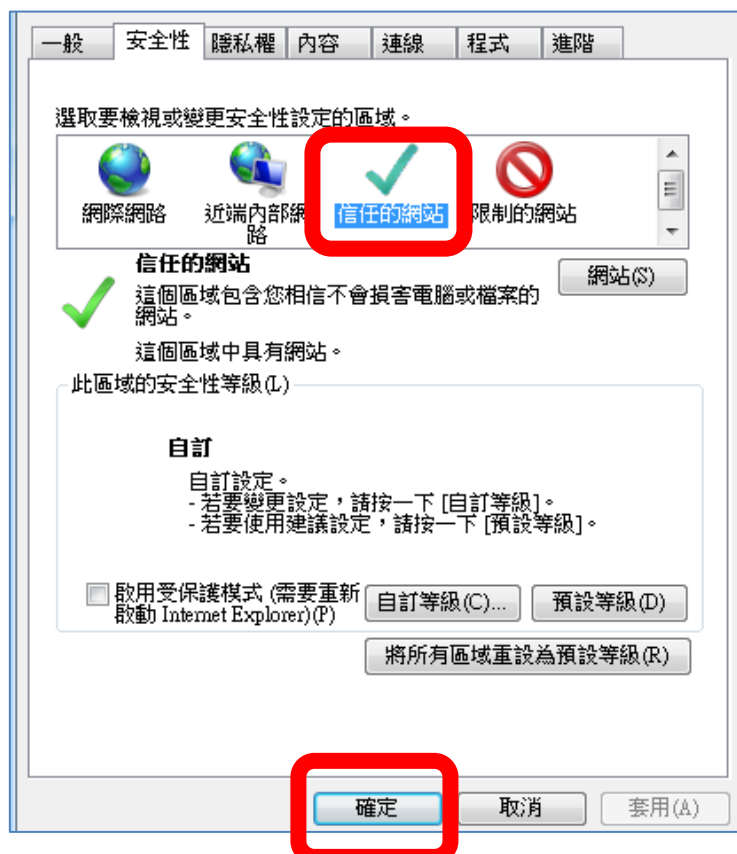 一般 安全性 隱私權 內容 連線 程式 進階
選取要檢視或變更安全性設定的區域。
網際網路 近端內部網路 信任的網站 限制的網站
信任的網站
網站(S)
這個區域包含您相信不會損害電腦或檔案的
網站。
這個區域中具有網站。
此區域的安全性等級(L)
自訂
自訂設定。
- 若要變更設定，請按一下 [自訂等級]。
- 若要使用建議設定，請按一下 [預設等級]。
啟用受保護模式 (需要重新
啟動 Internet Explorer)(P)
自訂等級(C)... 預設等級(D)
將所有區域重設為預設等級(R)
確定 取消 套用(A)